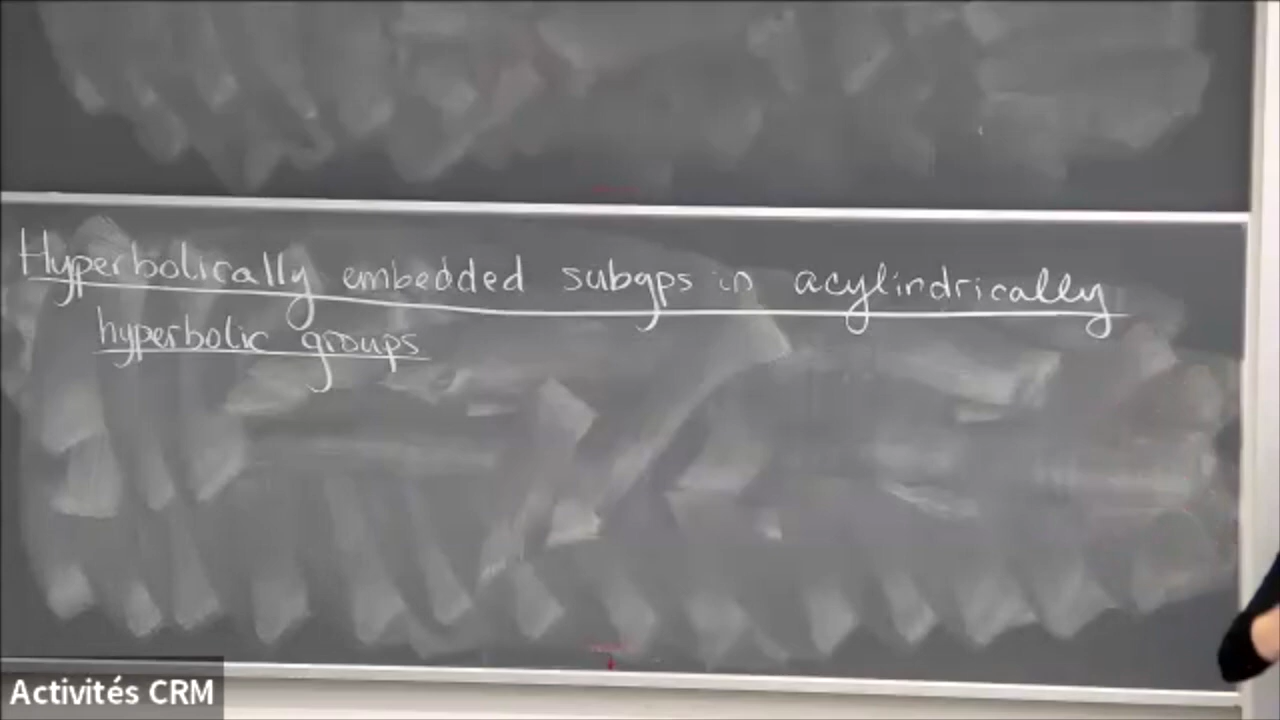 Hyperbolically embedded subgps in acylindrically
hyperbolic groups
Activités CRM